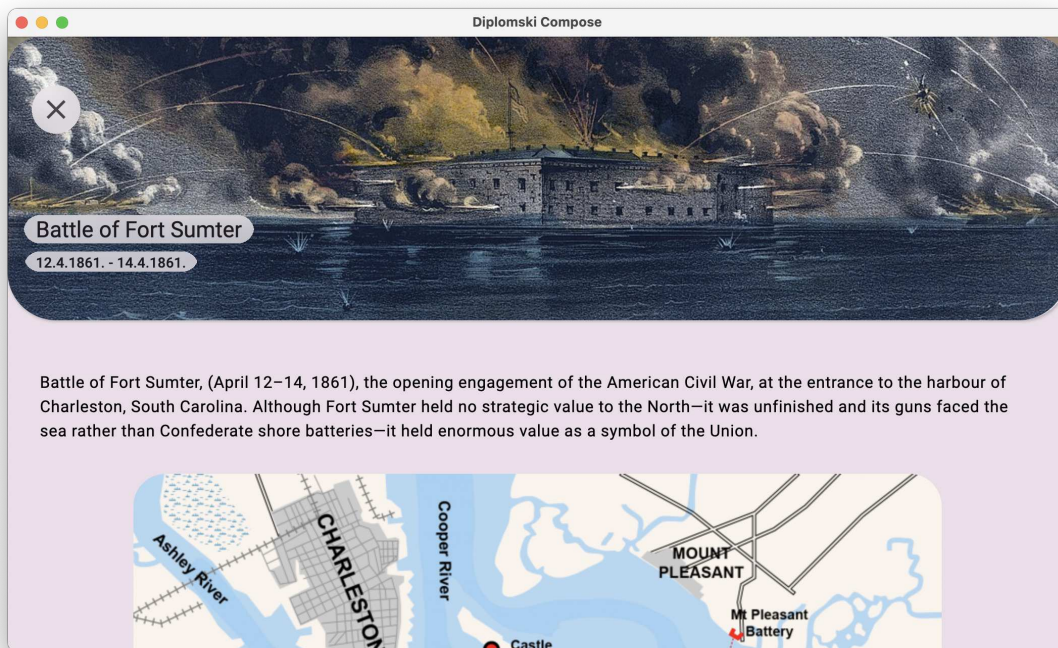 Diplomski Compose
Battle of Fort Sumter
12.4.1861. - 14.4.1861.
Battle of Fort Sumter, (April 12–14, 1861), the opening engagement of the American Civil War, at the entrance to the harbour of
Charleston, South Carolina. Although Fort Sumter held no strategic value to the North—it was unfinished and its guns faced the
sea rather than Confederate shore batteries—it held enormous value as a symbol of the Union.
Ashley River
CHARLESTON
Cooper River
MOUNT
PLEASANT
Mt Pleasant
Battery
Castle